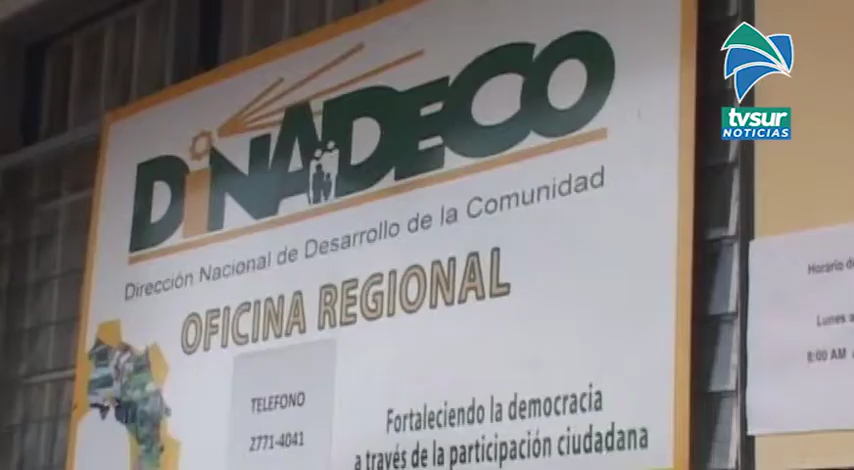 tvsur
NOTICIAS
DINADECO
Dirección Nacional de Desarrollo de la Comunidad
OFICINA REGIONAL
TELEFONO
2771-4041
Fortaleciendo la democracia
a través de la participación ciudadana
Horario
Lunes a
8:00 AM